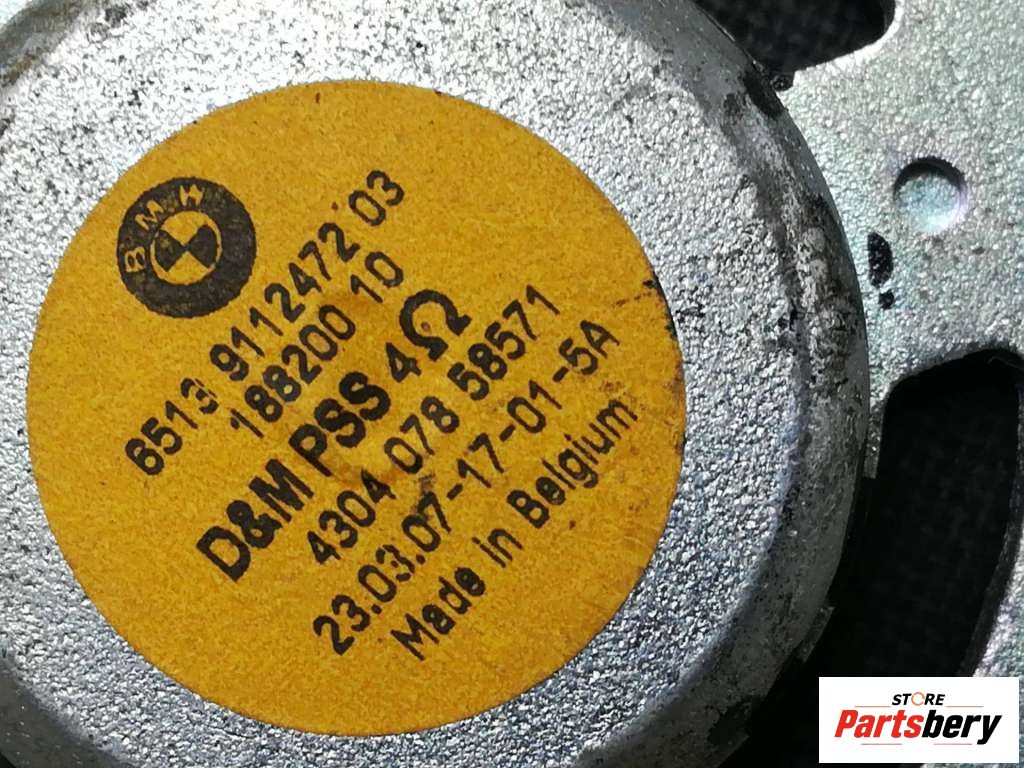 BMW
6513 9112472 03
188200 10
D&M PSS 4Ω
4304 078 58571
23.03.07-17-01-5A
Made in Belgium
STORE
Partsbery